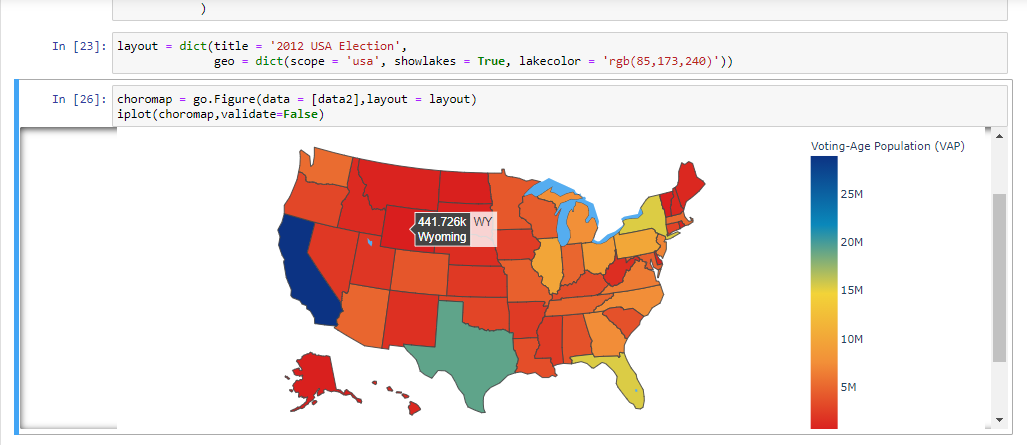 )
In [23]: layout = dict(title = '2012 USA Election',
geo = dict(scope = 'usa', showlakes = True, lakecolor = 'rgb(85,173,240)'))
In [26]: choromap = go.Figure(data = [data2],layout = layout)
iplot(choromap,validate=False)
Voting-Age Population (VAP)
25M
20M
15M
10M
5M
441.726k WY
Wyoming